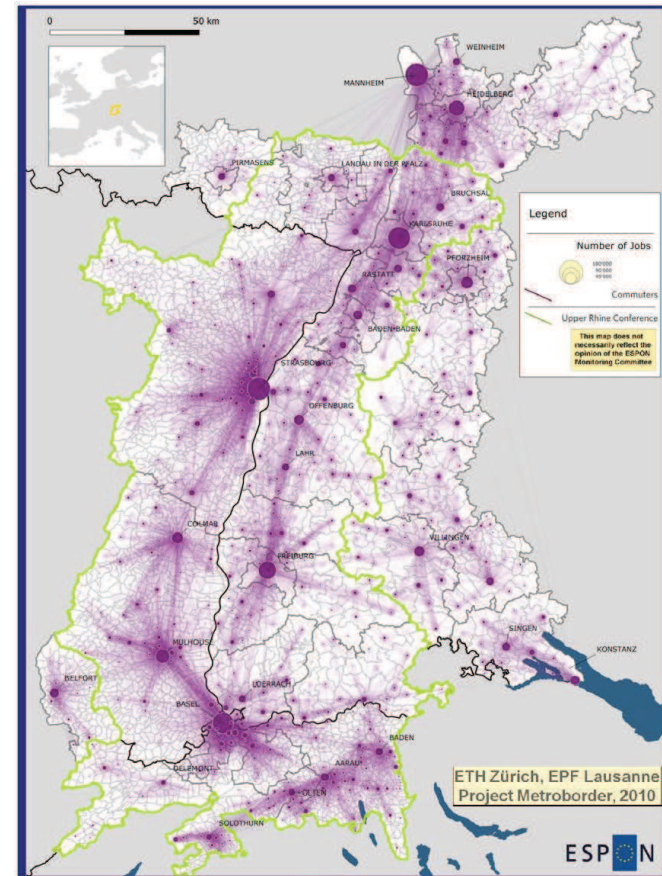 0 50 km
WEINHEIM
MANNHEIM
HEIDELBERG
PIRMASENS
LANDAU IN DER PFALZ
BRUCHSAL
KARLSRUHE
PFORZHEIM
RASTATT
BADEN-BADEN
STRASBOURG
OFFENBURG
LAHR
COLMAR
FREIBURG
VILLINGEN
SINGEN
KONSTANZ
MULHOUSE
BELFORT
LOERRACH
BASEL
BADEN
DELEMONT
AARAU
OLTEN
SOLOTHURN
Legend
Number of Jobs
Commuters
Upper Rhine Conference
This map does not
necessarily reflect the
opinion of the ESPON
Monitoring Committee
ETH Zürich, EPF Lausanne
Project Metroborder, 2010
ESPON